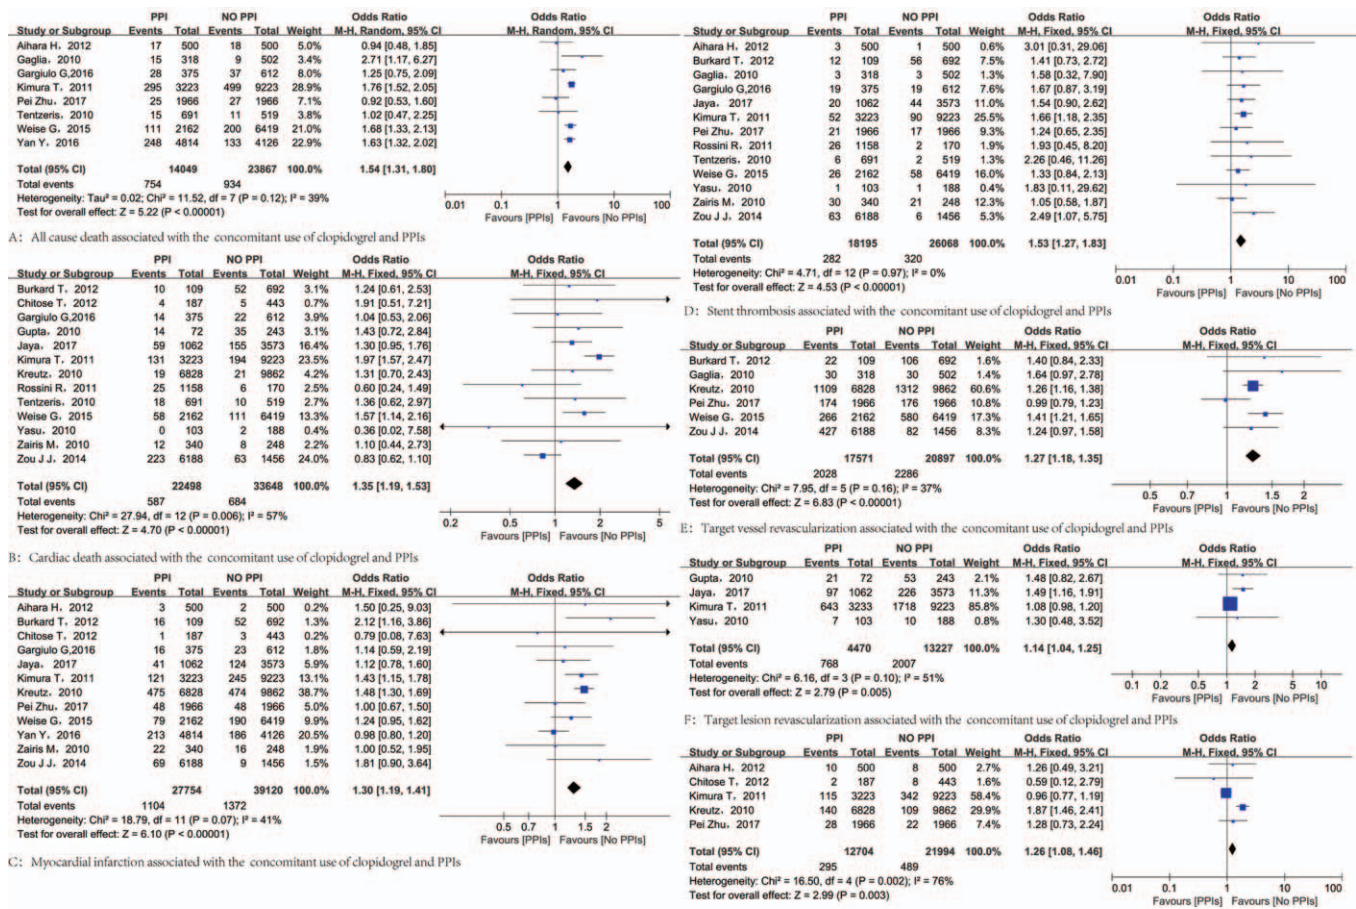 PPI NO PPI Odds Ratio Odds Ratio
Study or Subgroup Events Total Events Total Weight M-H, Random, 95% CI M-H, Random, 95% CI
Aihara H. 2012 17 500 18 500 5.0% 0.94 [0.48, 1.85]
Gaglia, 2010 15 318 9 502 3.4% 2.71 [1.17, 6.27]
Gargiulo G,2016 28 375 37 612 8.0% 1.25 [0.75, 2.09]
Kimura T. 2011 295 3223 499 9223 28.9% 1.76 [1.52, 2.05]
Pei Zhu, 2017 25 1966 27 1966 7.1% 0.92 [0.53, 1.60]
Tentzeris, 2010 15 691 11 519 3.7% 1.02 [0.47, 2.25]
Weise G. 2015 111 2162 200 6419 21.0% 1.68 [1.33, 2.13]
Yan Y, 2016 248 4814 133 4126 22.9% 1.63 [1.32, 2.02]
Total (95% CI) 14049 23867 100.0% 1.54 [1.31, 1.80]
Total events 754 934
Heterogeneity: Tau² = 0.02; Chi² = 11.52, df = 7 (P = 0.12); I² = 39%
Test for overall effect: Z = 5.22 (P < 0.00001)
0.01 0.1 1 10 100
Favours [PPIs] Favours [No PPIs]
A: All cause death associated with the concomitant use of clopidogrel and PPIs
PPI NO PPI Odds Ratio Odds Ratio
Study or Subgroup Events Total Events Total Weight M-H, Fixed, 95% CI M-H, Fixed, 95% CI
Burkard T. 2012 10 109 52 692 3.1% 1.24 [0.61, 2.53]
Chitose T. 2012 4 187 5 443 0.7% 1.91 [0.51, 7.21]
Gargiulo G,2016 14 375 22 612 4.0% 1.04 [0.53, 2.06]
Gupta, 2010 14 72 35 243 3.1% 1.43 [0.72, 2.84]
Jaya, 2017 59 1062 155 3573 16.4% 1.30 [0.95, 1.76]
Kimura T, 2011 131 3223 194 9223 23.5% 1.97 [1.57, 2.47]
Kreutz, 2010 19 6828 21 9862 4.2% 1.31 [0.70, 2.43]
Rossini R. 2011 25 1158 6 170 2.5% 0.60 [0.24, 1.49]
Tentzeris, 2010 18 691 10 519 2.8% 1.36 [0.62, 2.97]
Weise G. 2015 58 2162 111 6419 13.3% 1.57 [1.14, 2.16]
Yasu, 2010 0 103 2 188 0.4% 0.36 [0.02, 7.58]
Zairis M. 2010 12 340 8 248 2.2% 1.10 [0.44, 2.73]
Zou J J, 2014 223 6188 63 1456 24.0% 0.83 [0.62, 1.10]
Total (95% CI) 22498 33648 100.0% 1.35 [1.19, 1.53]
Total events 587 684
Heterogeneity: Chi² = 27.94, df = 12 (P = 0.006); I² = 57%
Test for overall effect: Z = 4.70 (P < 0.00001)
0.2 0.5 1 2 5
Favours [PPIs] Favours [No PPIs]
B: Cardiac death associated with the concomitant use of clopidogrel and PPIs
PPI NO PPI Odds Ratio Odds Ratio
Study or Subgroup Events Total Events Total Weight M-H, Fixed, 95% CI M-H, Fixed, 95% CI
Aihara H. 2012 3 500 2 500 0.2% 1.50 [0.25, 9.03]
Burkard T. 2012 16 109 52 692 1.0% 2.12 [1.16, 3.86]
Chitose T. 2012 1 187 3 443 0.2% 0.79 [0.08, 7.63]
Gargiulo G,2016 16 375 23 612 1.5% 1.14 [0.59, 2.19]
Jaya, 2017 41 1062 124 3573 5.0% 1.12 [0.78, 1.60]
Kimura T, 2011 121 3223 245 9223 13.1% 1.43 [1.15, 1.78]
Kreutz, 2010 475 6828 474 9862 38.7% 1.48 [1.30, 1.69]
Pei Zhu, 2017 48 1966 48 1966 5.0% 1.00 [0.67, 1.50]
Weise G. 2015 79 2162 190 6419 9.9% 1.24 [0.95, 1.62]
Yan Y, 2016 213 4814 186 4126 20.5% 0.98 [0.80, 1.20]
Zairis M. 2010 22 340 16 248 1.9% 1.00 [0.52, 1.95]
Zou J J, 2014 69 6188 9 1456 1.5% 1.81 [0.90, 3.64]
Total (95% CI) 27754 39120 100.0% 1.30 [1.19, 1.41]
Total events 1104 1372
Heterogeneity: Chi² = 18.79, df = 11 (P = 0.07); I² = 41%
Test for overall effect: Z = 6.10 (P < 0.00001)
0.5 0.7 1 1.5 2
Favours [PPIs] Favours [No PPIs]
C: Myocardial infarction associated with the concomitant use of clopidogrel and PPIs
PPI NO PPI Odds Ratio Odds Ratio
Study or Subgroup Events Total Events Total Weight M-H, Fixed, 95% CI M-H, Fixed, 95% CI
Aihara H. 2012 3 500 1 500 0.6% 3.01 [0.31, 29.06]
Burkard T. 2012 12 109 56 692 7.3% 1.41 [0.73, 2.72]
Gaglia, 2010 3 318 3 502 1.2% 1.58 [0.32, 7.90]
Gargiulo G,2016 19 375 19 612 7.4% 1.67 [0.87, 3.19]
Jaya, 2017 20 1062 44 3573 11.0% 1.54 [0.90, 2.62]
Kimura T, 2011 52 3223 90 9223 25.4% 1.66 [1.18, 2.35]
Pei Zhu, 2017 21 1966 17 1966 9.1% 1.24 [0.65, 2.35]
Rossini R. 2011 26 1158 2 170 1.9% 1.93 [0.45, 8.20]
Tentzeris, 2010 6 691 2 519 1.2% 2.26 [0.46, 11.26]
Weise G. 2015 26 2162 58 6419 16.0% 1.33 [0.84, 2.13]
Yasu, 2010 1 103 1 188 0.4% 1.83 [0.11, 29.62]
Zairis M. 2010 30 340 21 248 12.1% 1.05 [0.58, 1.87]
Zou J J, 2014 63 6188 6 1456 5.3% 2.49 [1.07, 5.75]
Total (95% CI) 18195 26068 100.0% 1.53 [1.27, 1.83]
Total events 282 320
Heterogeneity: Chi² = 4.71, df = 12 (P = 0.97); I² = 0%
Test for overall effect: Z = 4.53 (P < 0.00001)
0.01 0.1 1 10 100
Favours [PPIs] Favours [No PPIs]
D: Stent thrombosis associated with the concomitant use of clopidogrel and PPIs
PPI NO PPI Odds Ratio Odds Ratio
Study or Subgroup Events Total Events Total Weight M-H, Fixed, 95% CI M-H, Fixed, 95% CI
Burkard T. 2012 22 109 106 692 1.6% 1.40 [0.84, 2.33]
Gaglia, 2010 30 318 30 502 1.6% 1.64 [0.97, 2.78]
Kreutz, 2010 1109 6828 1312 9862 60.6% 1.26 [1.16, 1.38]
Pei Zhu, 2017 174 1966 176 1966 10.8% 0.99 [0.79, 1.23]
Weise G. 2015 266 2162 580 6419 17.3% 1.41 [1.21, 1.65]
Zou J J, 2014 427 6188 82 1456 8.3% 1.24 [0.97, 1.58]
Total (95% CI) 17571 20897 100.0% 1.27 [1.18, 1.35]
Total events 2028 2286
Heterogeneity: Chi² = 7.95, df = 5 (P = 0.16); I² = 37%
Test for overall effect: Z = 6.83 (P < 0.00001)
0.5 0.7 1 1.5 2
Favours [PPIs] Favours [No PPIs]
E: Target vessel revascularization associated with the concomitant use of clopidogrel and PPIs
PPI NO PPI Odds Ratio Odds Ratio
Study or Subgroup Events Total Events Total Weight M-H, Fixed, 95% CI M-H, Fixed, 95% CI
Gupta, 2010 21 72 53 243 2.1% 1.48 [0.82, 2.67]
Jaya, 2017 97 1062 226 3573 11.3% 1.49 [1.16, 1.91]
Kimura T, 2011 643 3233 1718 9223 85.8% 1.08 [0.98, 1.20]
Yasu, 2010 7 103 10 188 0.8% 1.30 [0.48, 3.52]
Total (95% CI) 4470 13227 100.0% 1.14 [1.04, 1.25]
Total events 768 2007
Heterogeneity: Chi² = 6.16, df = 3 (P = 0.10); I² = 51%
Test for overall effect: Z = 2.79 (P = 0.005)
0.1 0.2 0.5 1 2 5 10
Favours [PPIs] Favours [No PPIs]
F: Target lesion revascularization associated with the concomitant use of clopidogrel and PPIs
PPI NO PPI Odds Ratio Odds Ratio
Study or Subgroup Events Total Events Total Weight M-H, Fixed, 95% CI M-H, Fixed, 95% CI
Aihara H. 2012 10 500 8 500 2.7% 1.26 [0.49, 3.21]
Chitose T. 2012 2 187 8 443 1.6% 0.59 [0.12, 2.79]
Kimura T, 2011 115 3223 342 9223 58.4% 0.96 [0.77, 1.19]
Kreutz, 2010 140 6828 109 9862 29.9% 1.87 [1.46, 2.41]
Pei Zhu, 2017 28 1966 22 1966 7.4% 1.28 [0.73, 2.24]
Total (95% CI) 12704 21994 100.0% 1.26 [1.08, 1.46]
Total events 295 489
Heterogeneity: Chi² = 16.50, df = 4 (P = 0.002); I² = 76%
Test for overall effect: Z = 2.99 (P = 0.003)
0.01 0.1 1 10 100
Favours [PPIs] Favours [No PPIs]